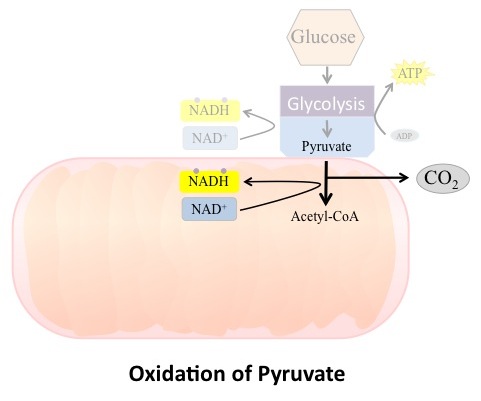 Glucose
ATP
Glycolysis
NADH
NAD⁺
ADP
Pyruvate
NADH
CO₂
NAD⁺
Acetyl-CoA
Oxidation of Pyruvate